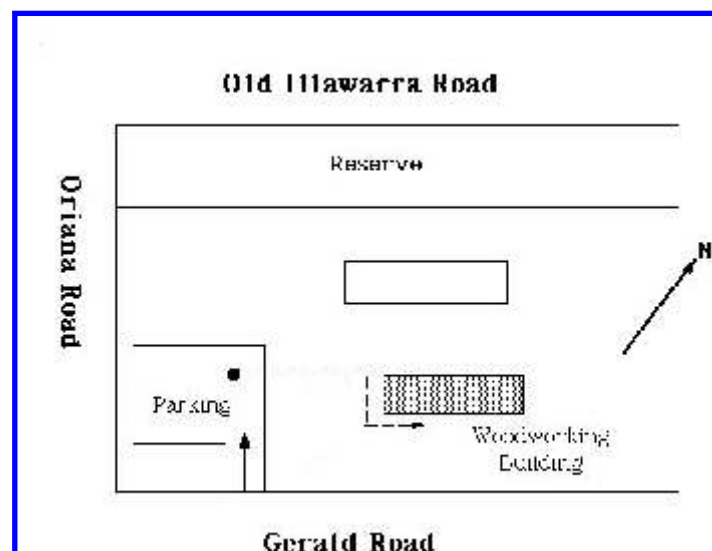 Old Illawarra Road
Reserve
Oriana Road
N
Parking
Woodworking
Building
Gerald Road